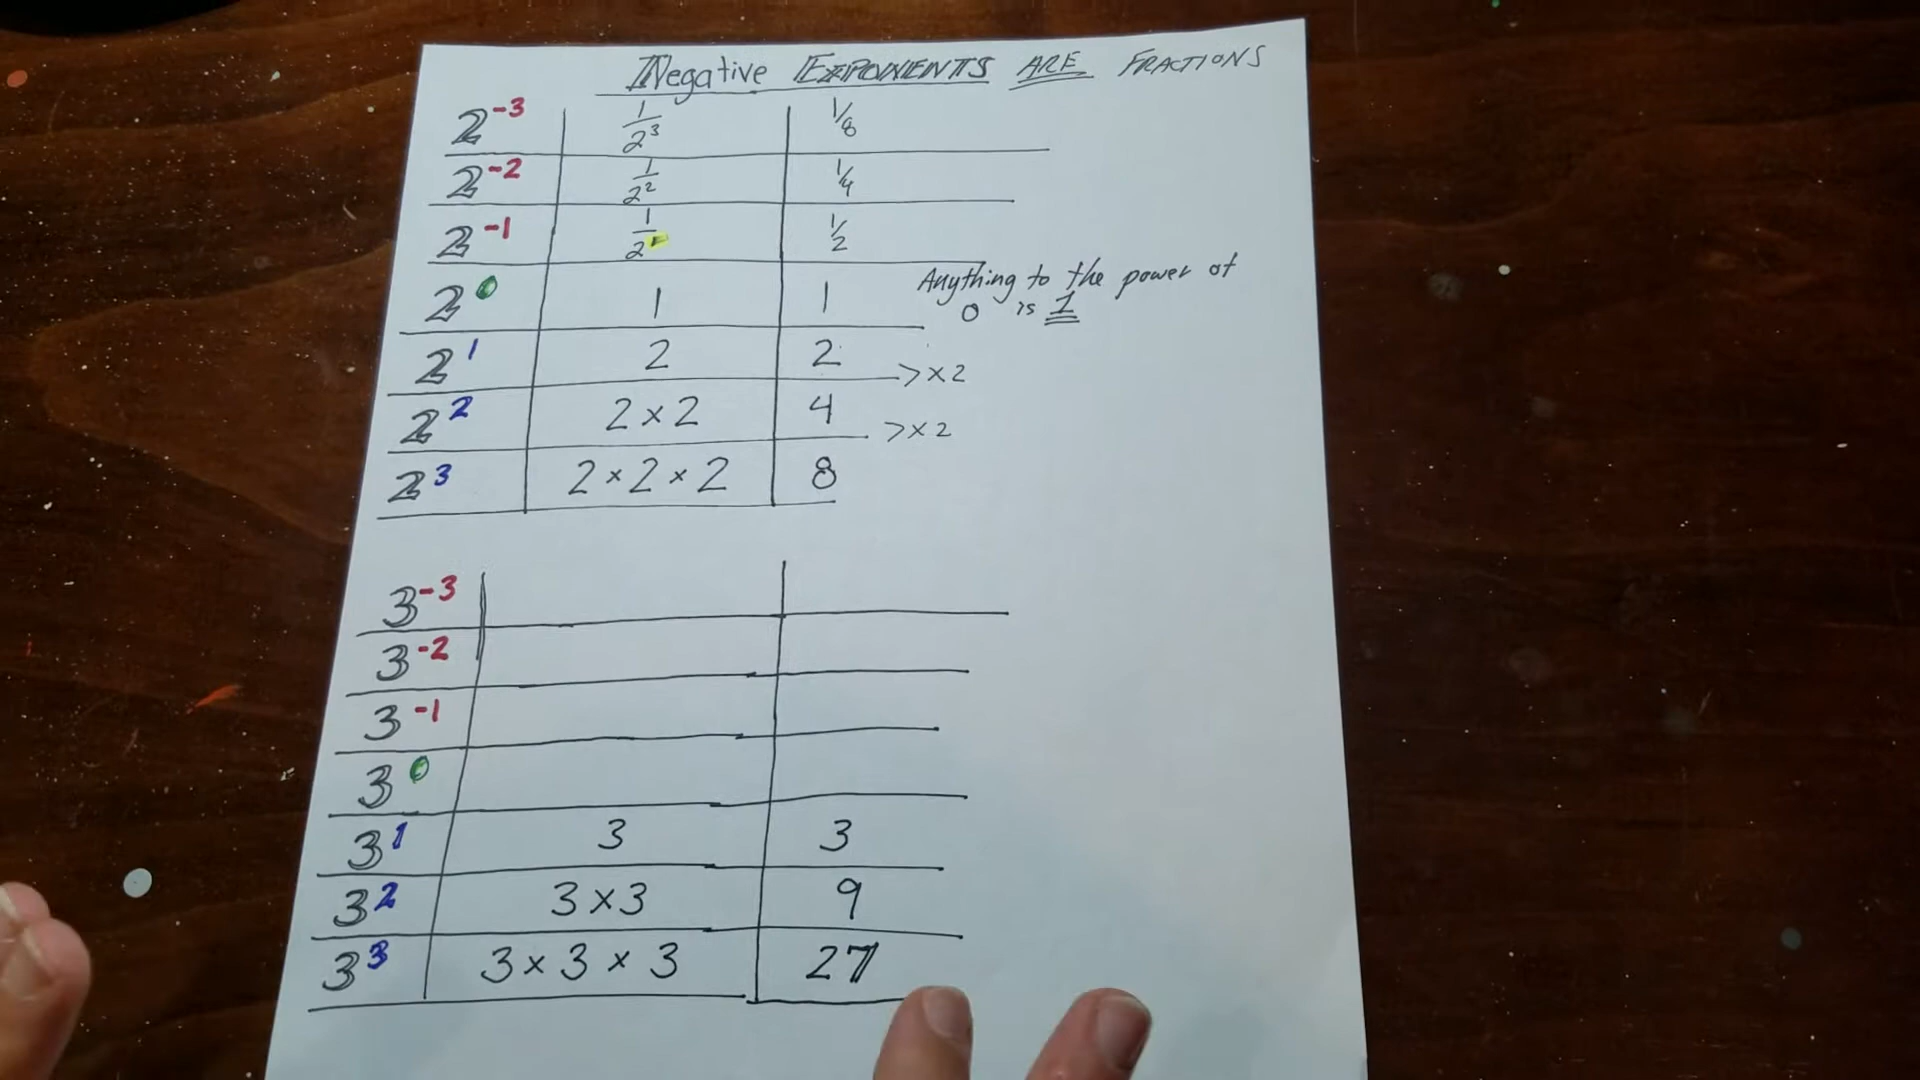 Negative EXPONENTS ARE FRACTIONS
2⁻³ 1/2³ 1/8
2⁻² 1/2² 1/4
2⁻¹ 1/2¹ 1/2
2⁰ 1 1
Anything to the power of
0 is 1
2¹ 2 2
>×2
2² 2×2 4
>×2
2³ 2×2×2 8
3⁻³
3⁻²
3⁻¹
3⁰
3¹ 3 3
3² 3×3 9
3³ 3×3×3 27